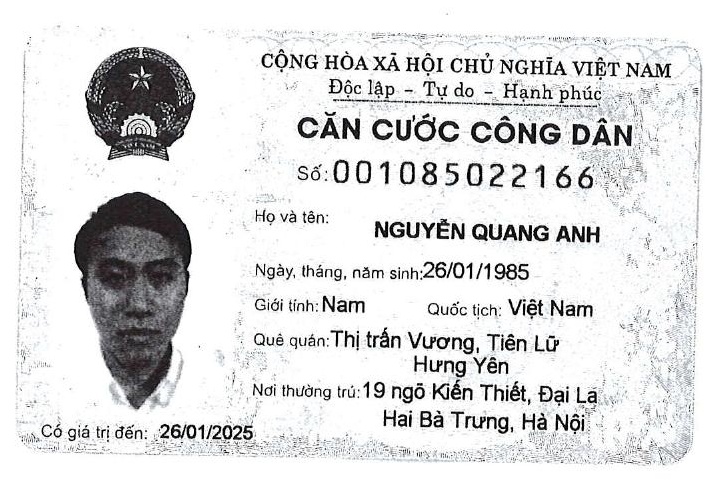 CỘNG HÒA XÃ HỘI CHỦ NGHĨA VIỆT NAM
Độc lập - Tự do - Hạnh phúc
CĂN CƯỚC CÔNG DÂN
Số: 001085022166
Họ và tên: NGUYỄN QUANG ANH
Ngày, tháng, năm sinh: 26/01/1985
Giới tính: Nam Quốc tịch: Việt Nam
Quê quán: Thị trấn Vương, Tiên Lữ
Hưng Yên
Nơi thường trú: 19 ngõ Kiến Thiết, Đại La
Hai Bà Trưng, Hà Nội
Có giá trị đến: 26/01/2025
VIỆT NAM